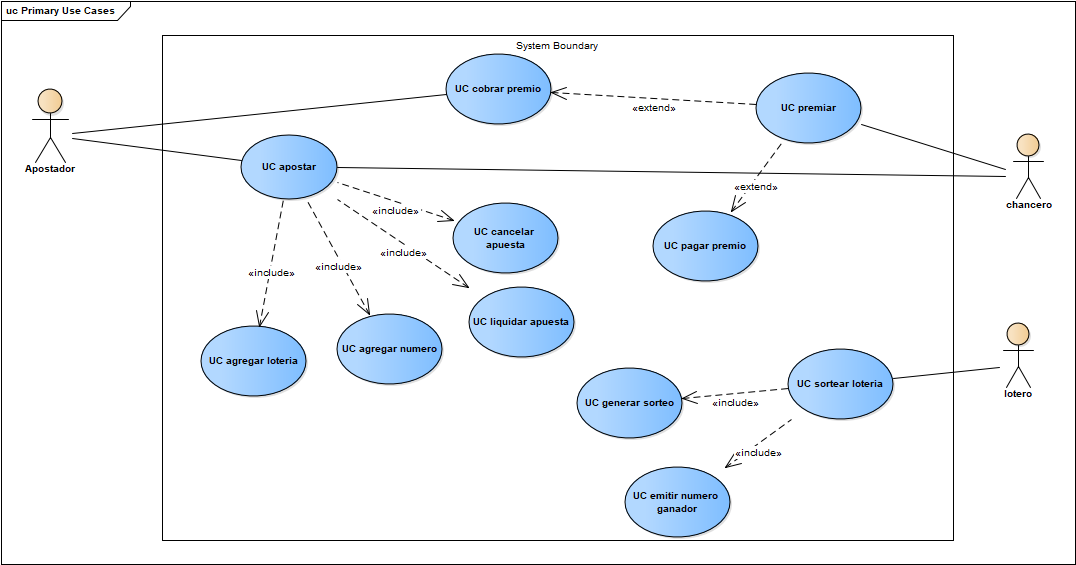 uc Primary Use Cases
System Boundary
UC cobrar premio
UC premiar
«extend»
Apostador
UC apostar
chancero
«extend»
«include»
UC cancelar
apuesta
UC pagar premio
«include»
«include»
«include»
UC liquidar apuesta
UC agregar loteria
UC agregar numero
UC sortear loteria
lotero
UC generar sorteo
«include»
«include»
UC emitir numero
ganador